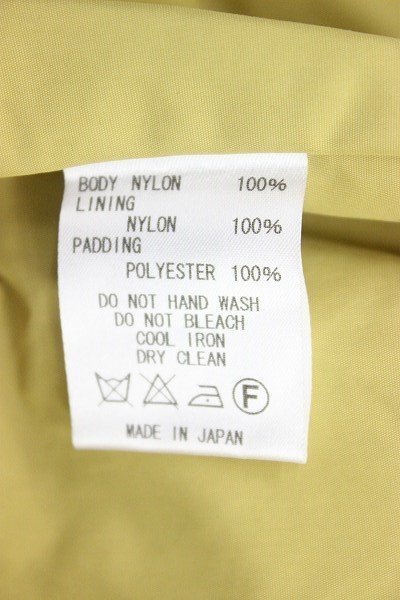 BODY NYLON 100%
LINING
NYLON 100%
PADDING
POLYESTER 100%
DO NOT HAND WASH
DO NOT BLEACH
COOL IRON
DRY CLEAN
F
MADE IN JAPAN